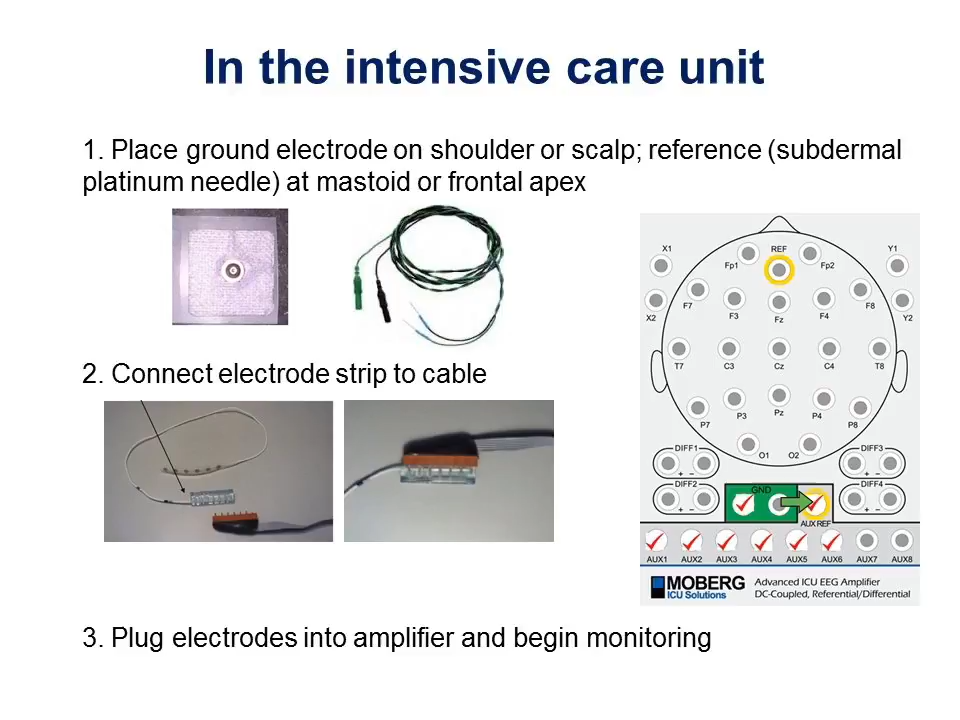 In the intensive care unit
1. Place ground electrode on shoulder or scalp; reference (subdermal
platinum needle) at mastoid or frontal apex
2. Connect electrode strip to cable
X1 REF Y1
Fp1 Fp2
F7 F8
X2 F3 Fz F4 Y2
T7 C3 Cz C4 T8
P7 P3 Pz P4 P8
O1 O2
DIFF1 DIFF3
+ - + -
DIFF2 GND DIFF4
+ - + -
AUX REF
AUX1 AUX2 AUX3 AUX4 AUX5 AUX6 AUX7 AUX8
MOBERG
ICU Solutions
Advanced ICU EEG Amplifier
DC-Coupled, Referential/Differential
3. Plug electrodes into amplifier and begin monitoring